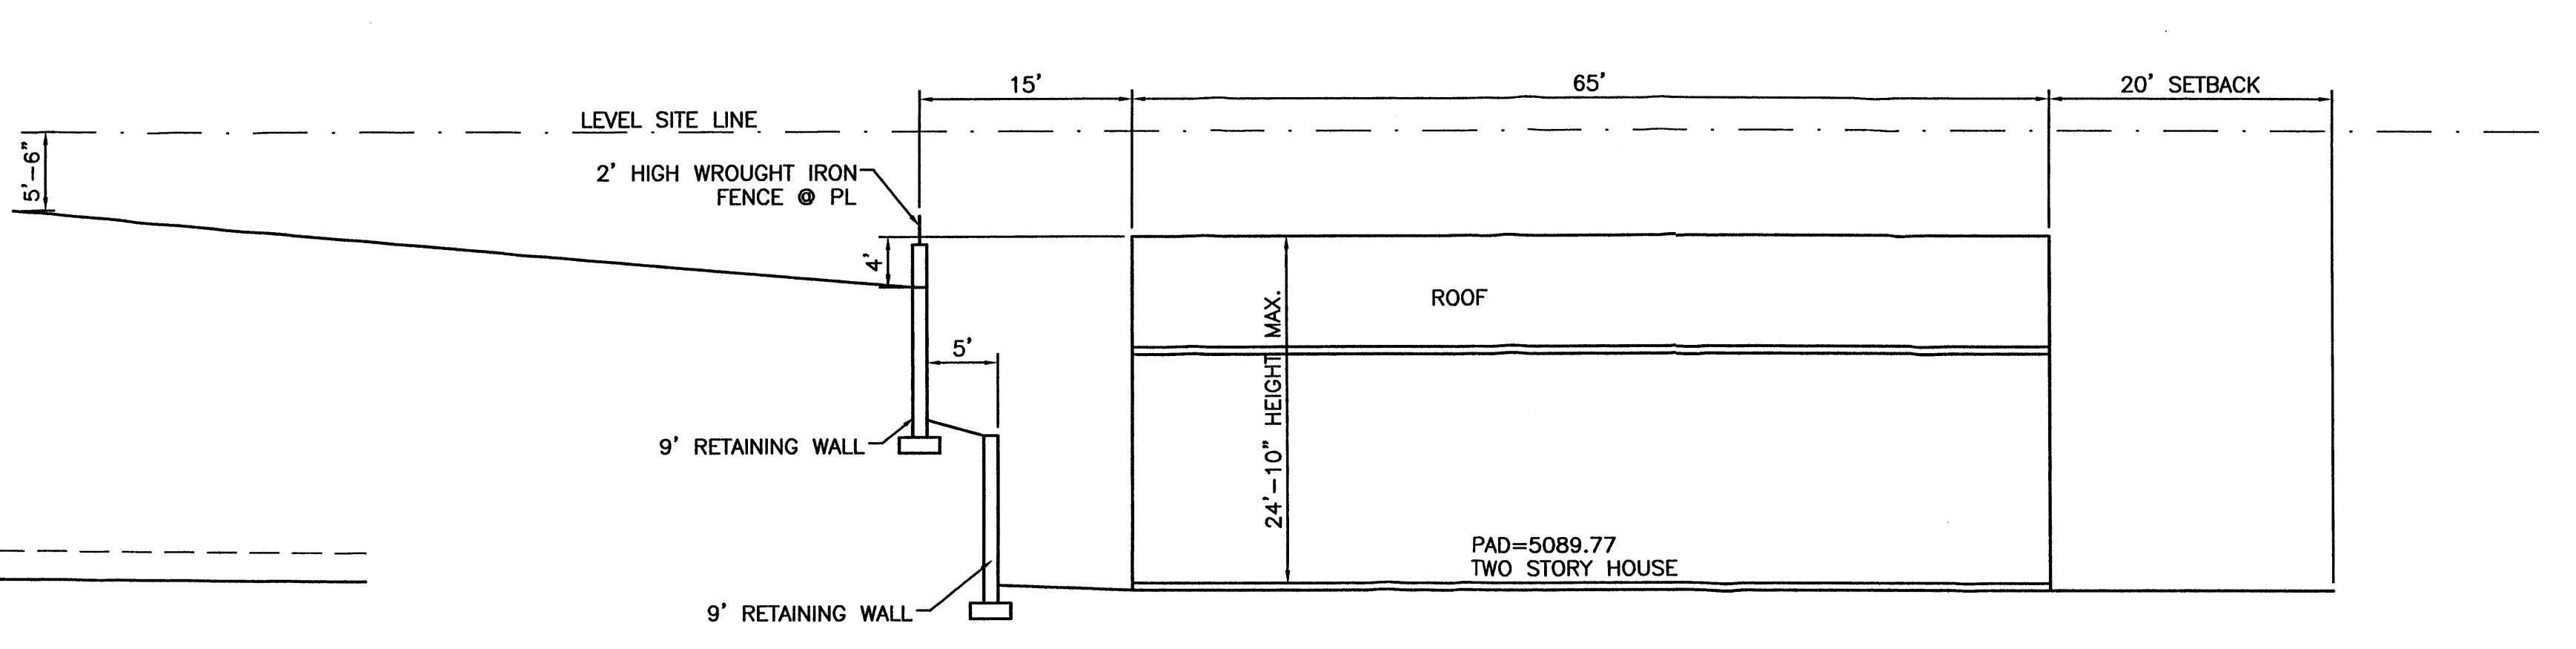 15'
65'
20' SETBACK
LEVEL SITE LINE
5'-6"
2' HIGH WROUGHT IRON
FENCE @ PL
4'
ROOF
24'-10" HEIGHT MAX.
5'
9' RETAINING WALL
PAD=5089.77
TWO STORY HOUSE
9' RETAINING WALL